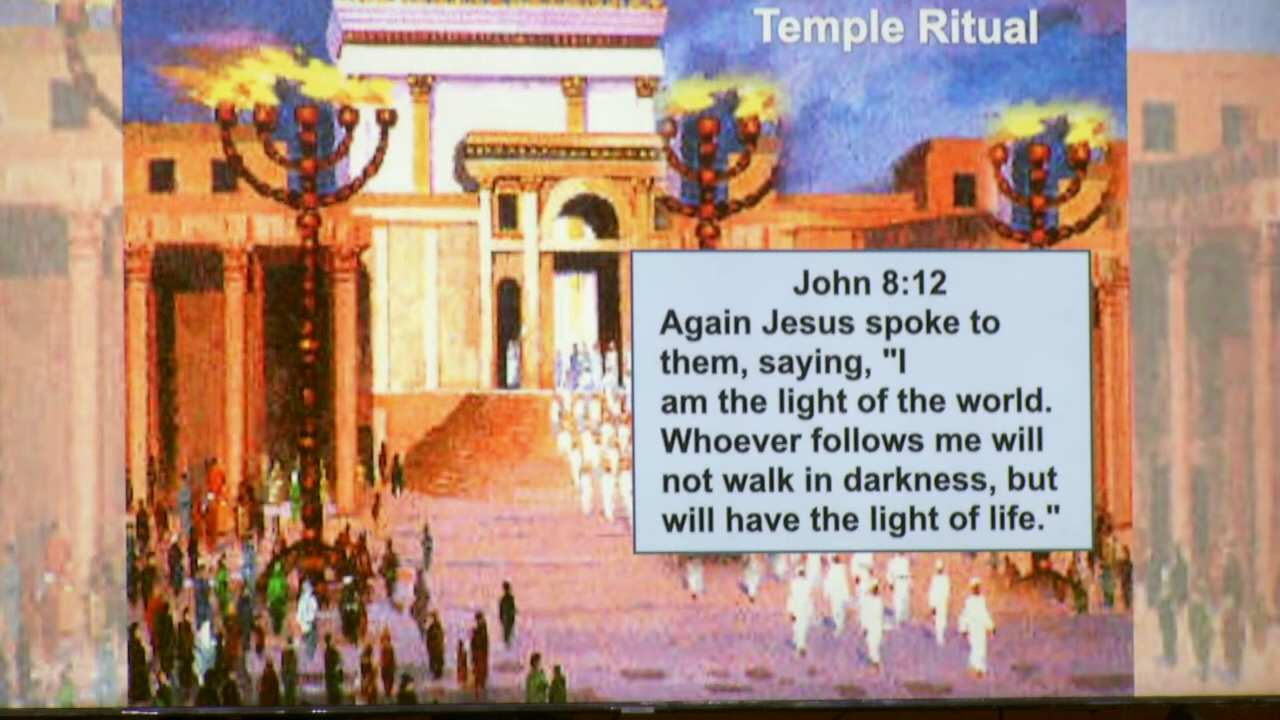 Temple Ritual
John 8:12
Again Jesus spoke to
them, saying, "I
am the light of the world.
Whoever follows me will
not walk in darkness, but
will have the light of life."